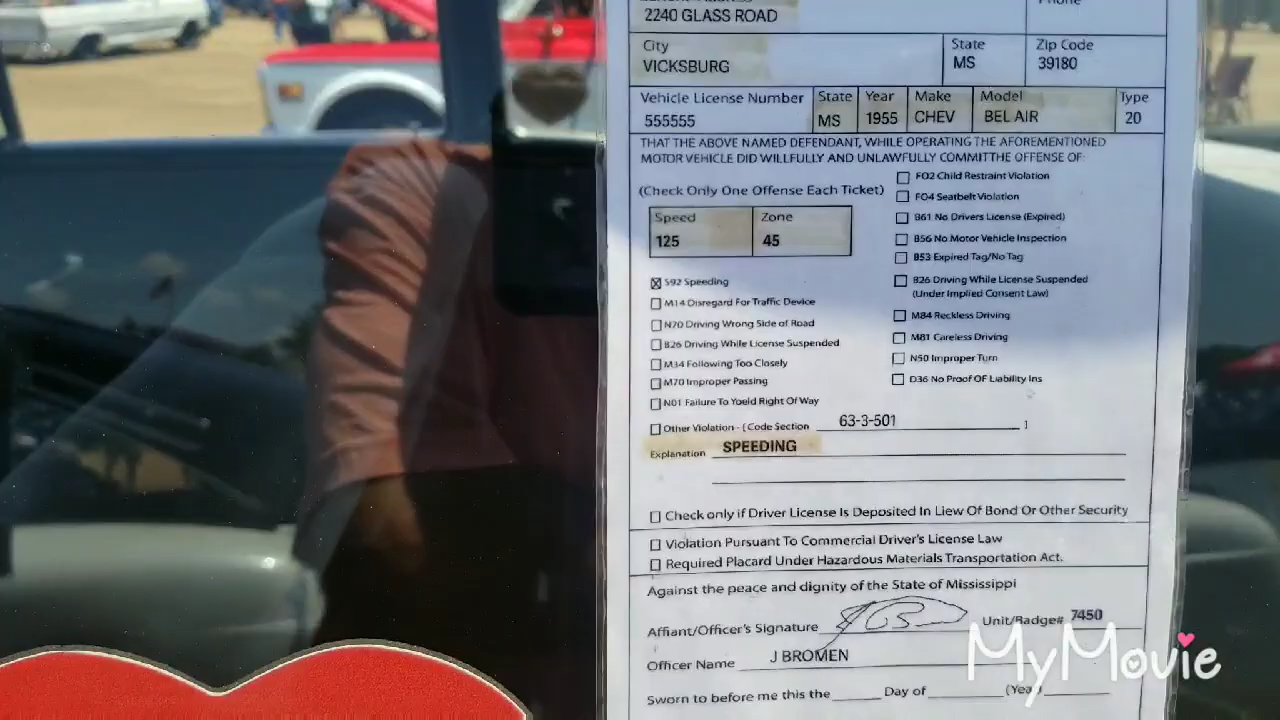 2240 GLASS ROAD
City State Zip Code
VICKSBURG MS 39180
Vehicle License Number State Year Make Model Type
555555 MS 1955 CHEV BEL AIR 20
THAT THE ABOVE NAMED DEFENDANT, WHILE OPERATING THE AFOREMENTIONED
MOTOR VEHICLE DID WILLFULLY AND UNLAWFULLY COMMITTHE OFFENSE OF:
(Check Only One Offense Each Ticket)
Speed Zone
125 45
S92 Speeding
M14 Disregard For Traffic Device
N70 Driving Wrong Side of Road
B26 Driving While License Suspended
M34 Following Too Closely
M70 Improper Passing
N01 Failure To Yoeld Right Of Way
FO2 Child Restraint Violation
FO4 Seatbelt Violation
B61 No Drivers License (Expired)
B56 No Motor Vehicle Inspection
B53 Expired Tag/No Tag
B26 Driving While License Suspended
(Under Implied Consent Law)
M84 Reckless Driving
M81 Careless Driving
N50 Improper Turn
D36 No Proof OF Liability Ins
Other Violation - [ Code Section 63-3-501 ]
Explanation SPEEDING
Check only if Driver License Is Deposited In Liew Of Bond Or Other Security
Violation Pursuant To Commercial Driver's License Law
Required Placard Under Hazardous Materials Transportation Act.
Against the peace and dignity of the State of Mississippi
Affiant/Officer's Signature Unit/Badge# 7450
Officer Name J BROMEN
Sworn to before me this the Day of (Year
MyMovie